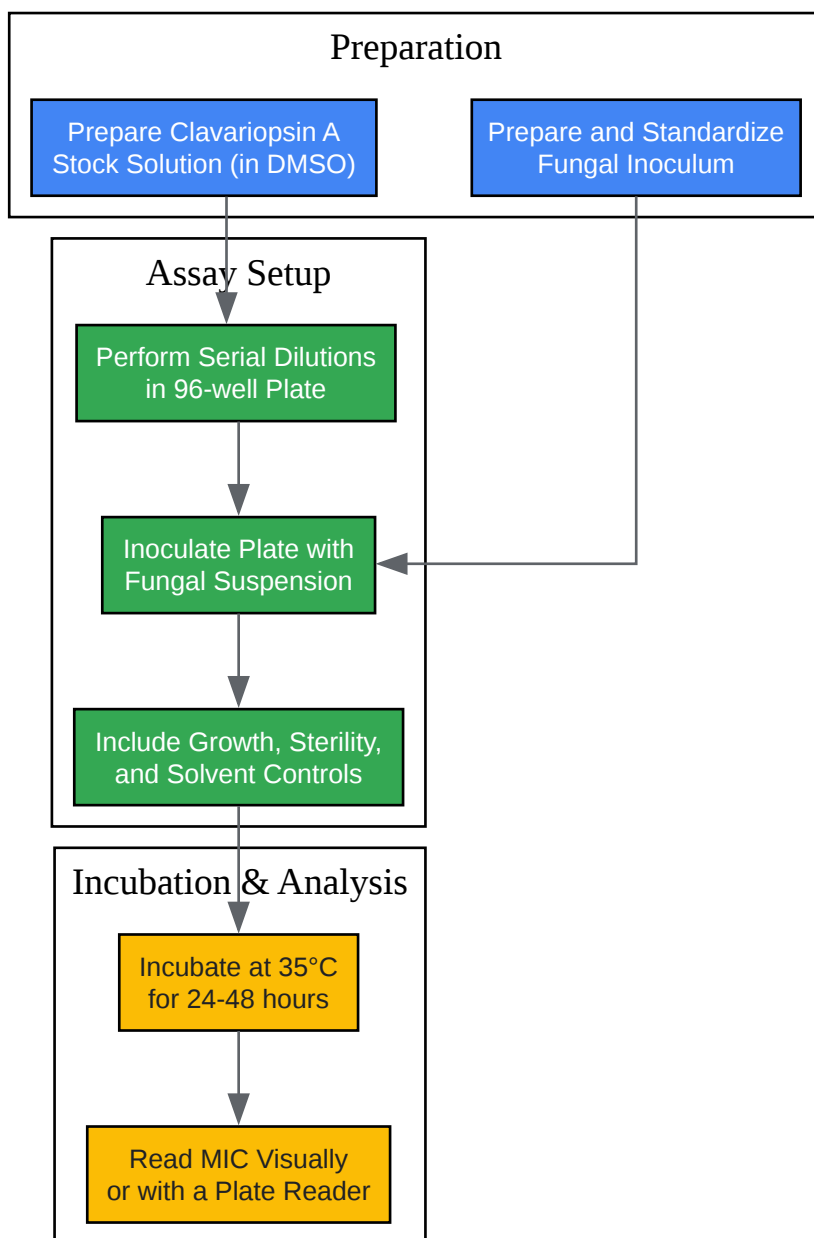 Preparation
Prepare Clavariopsin A
Stock Solution (in DMSO)
Prepare and Standardize
Fungal Inoculum
Assay Setup
Perform Serial Dilutions
in 96-well Plate
Inoculate Plate with
Fungal Suspension
Include Growth, Sterility,
and Solvent Controls
Incubation & Analysis
Incubate at 35°C
for 24-48 hours
Read MIC Visually
or with a Plate Reader